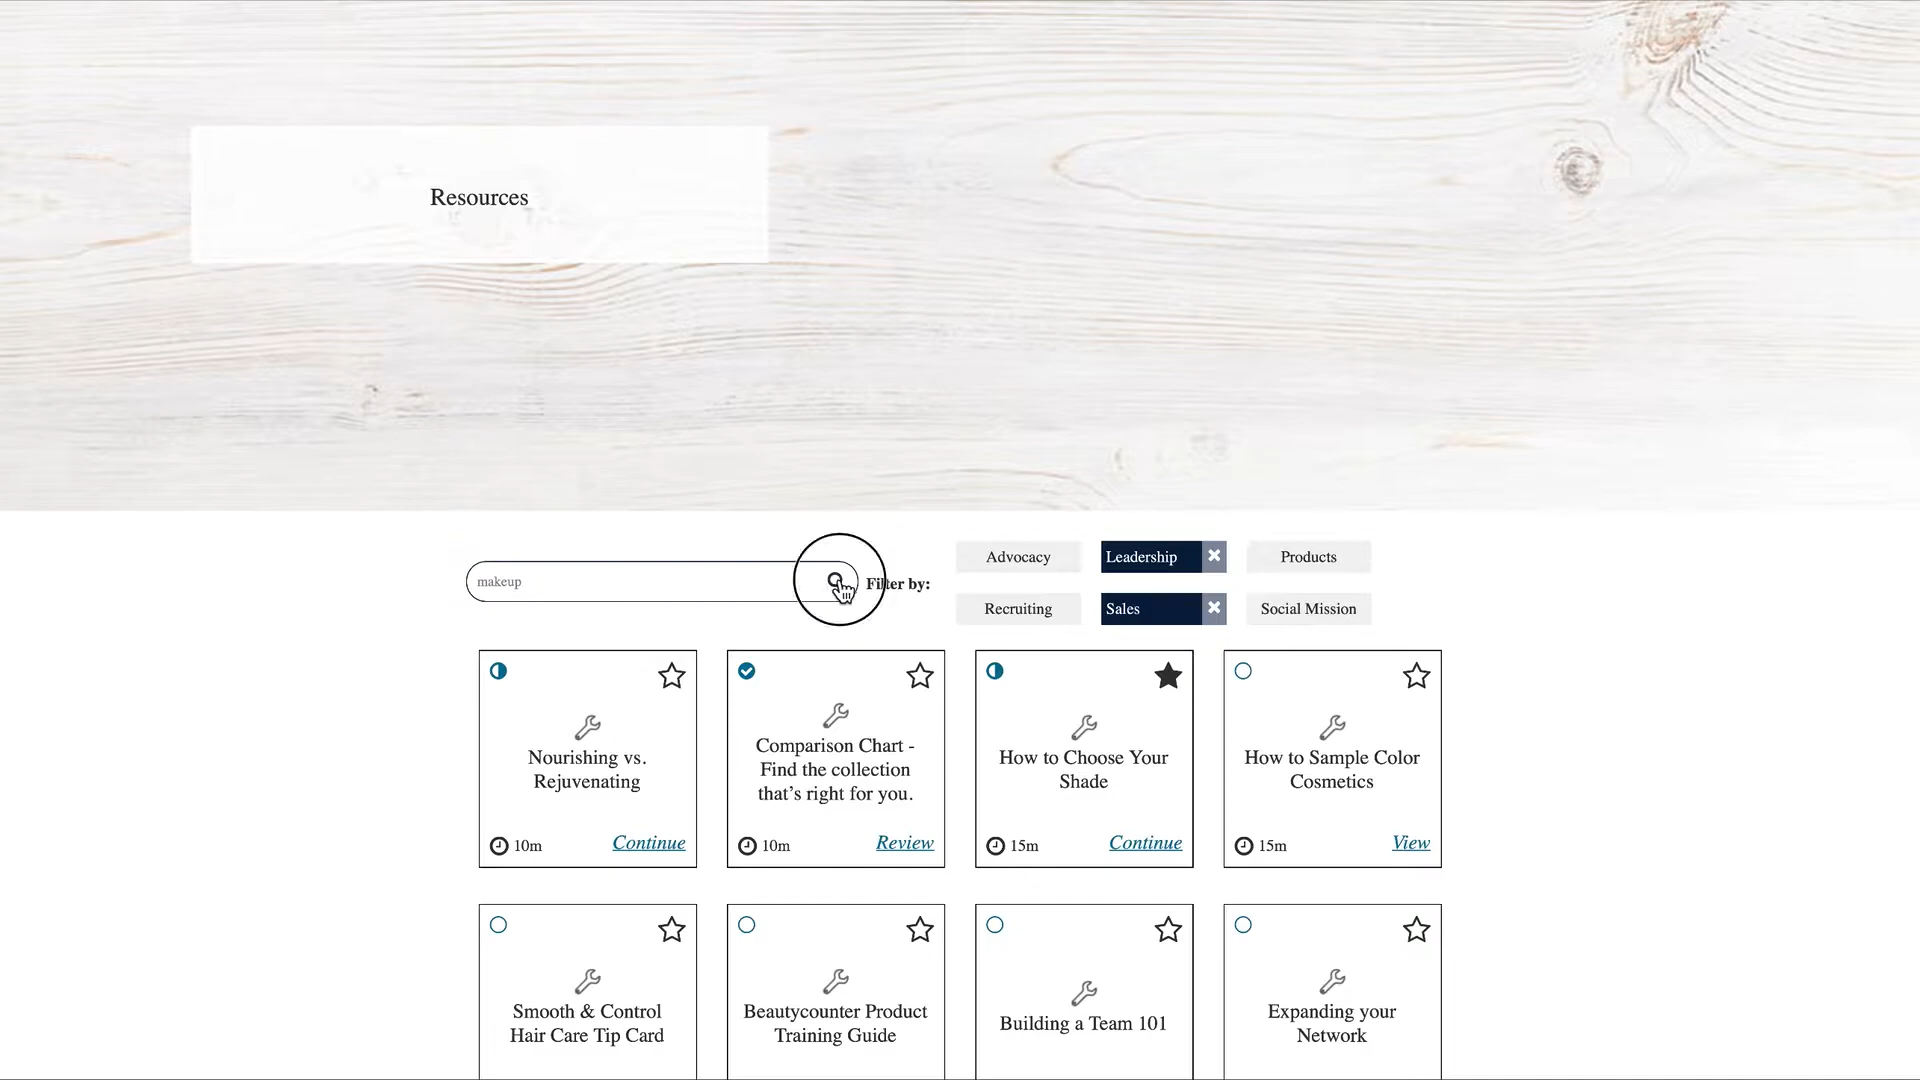 Resources
makeup
Filter by:
Advocacy
Leadership
Products
Recruiting
Sales
Social Mission
Nourishing vs.
Rejuvenating
10m
Continue
Comparison Chart -
Find the collection
that’s right for you.
10m
Review
How to Choose Your
Shade
15m
Continue
How to Sample Color
Cosmetics
15m
View
Smooth & Control
Hair Care Tip Card
Beautycounter Product
Training Guide
Building a Team 101
Expanding your
Network